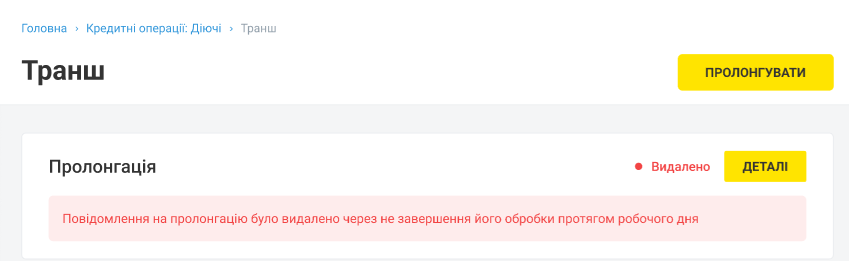 Головна › Кредитні операції: Діючі › Транш
Транш
ПРОЛОНГУВАТИ
Пролонгація
Видалено
ДЕТАЛІ
Повідомлення на пролонгацію було видалено через не завершення його обробки протягом робочого дня